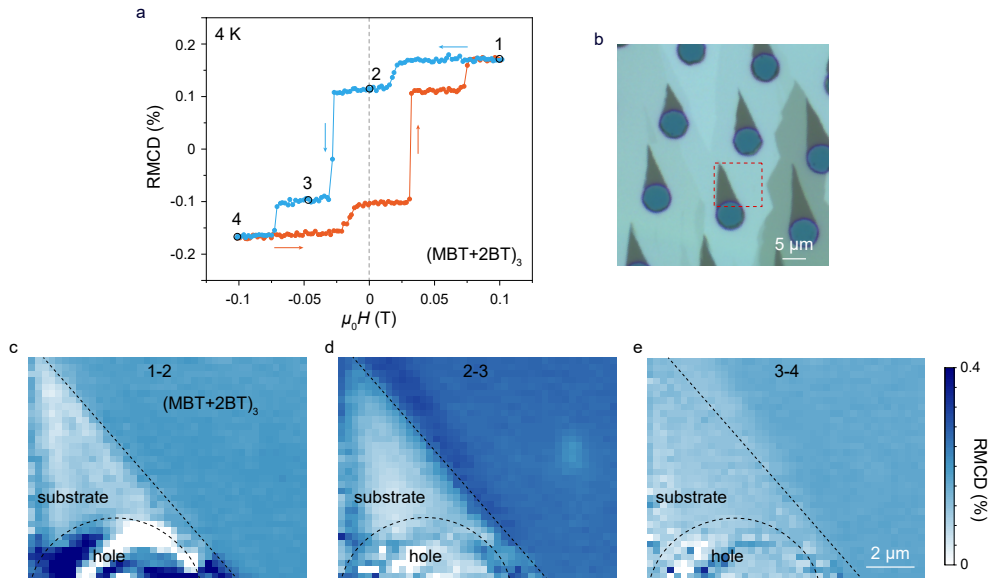 a
4 K
1
2
3
4
0.2
0.1
0
-0.1
-0.2
RMCD (%)
-0.1
-0.05
0
0.05
0.1
μ₀H (T)
(MBT+2BT)₃
b
5 μm
c
1-2
(MBT+2BT)₃
substrate
hole
d
2-3
substrate
hole
e
3-4
substrate
hole
2 μm
0.4
0
RMCD (%)